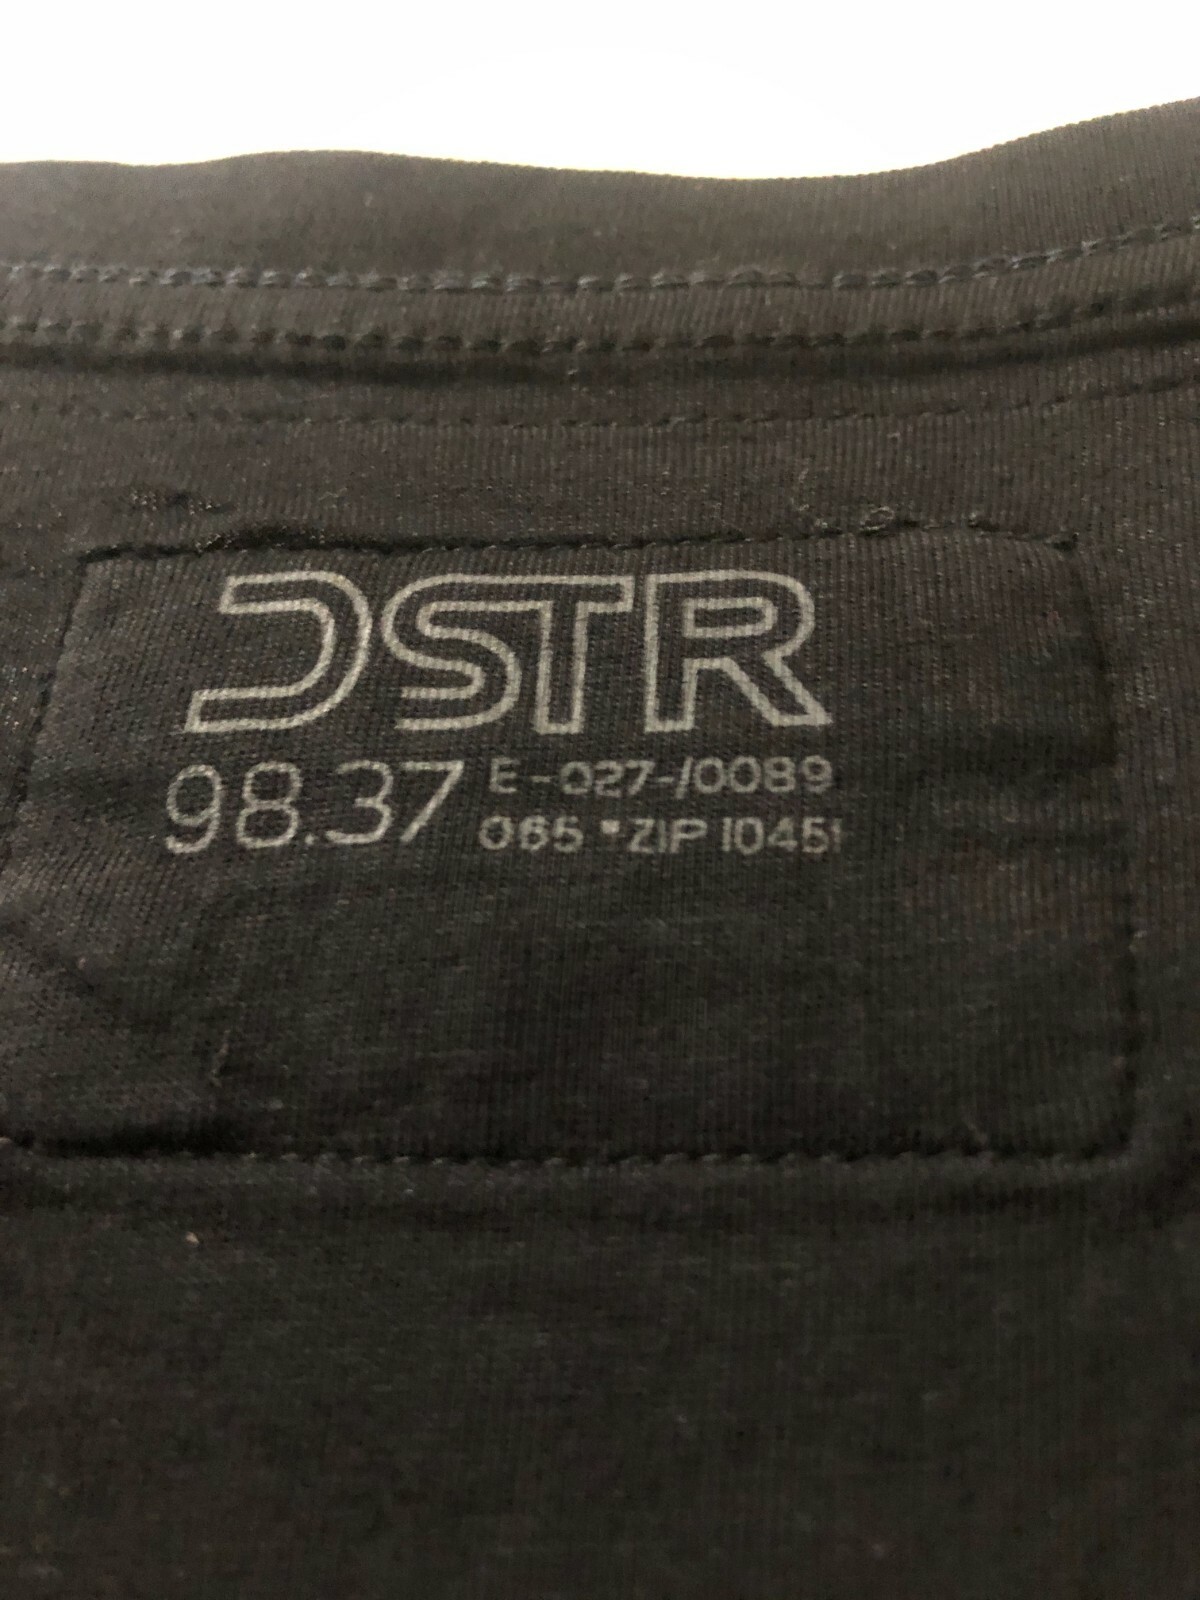 DSTR
98.37
E-027-/0089
065 ▪ZIP 10451